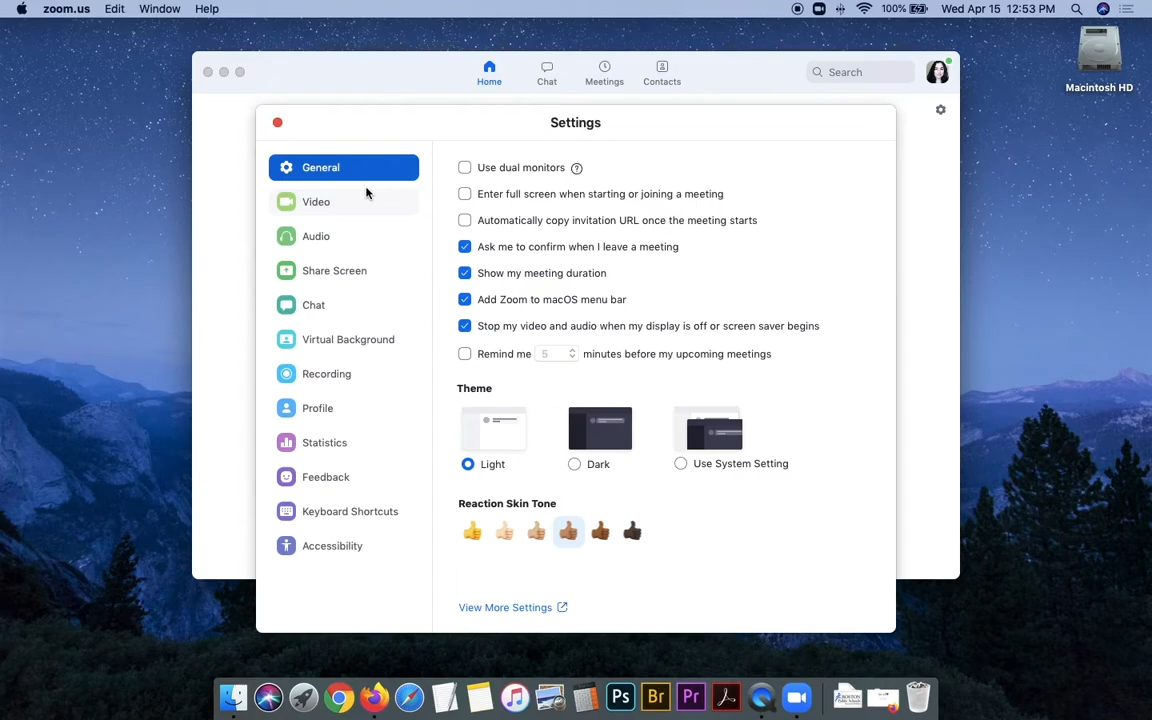 zoom.us Edit Window Help 100% Wed Apr 15 12:53 PM
Macintosh HD
Home Chat Meetings Contacts Search
Settings
General
Video
Audio
Share Screen
Chat
Virtual Background
Recording
Profile
Statistics
Feedback
Keyboard Shortcuts
Accessibility
Use dual monitors ?
Enter full screen when starting or joining a meeting
Automatically copy invitation URL once the meeting starts
Ask me to confirm when I leave a meeting
Show my meeting duration
Add Zoom to macOS menu bar
Stop my video and audio when my display is off or screen saver begins
Remind me 5 minutes before my upcoming meetings
Theme
Light Dark Use System Setting
Reaction Skin Tone
View More Settings
Ps Br Pr